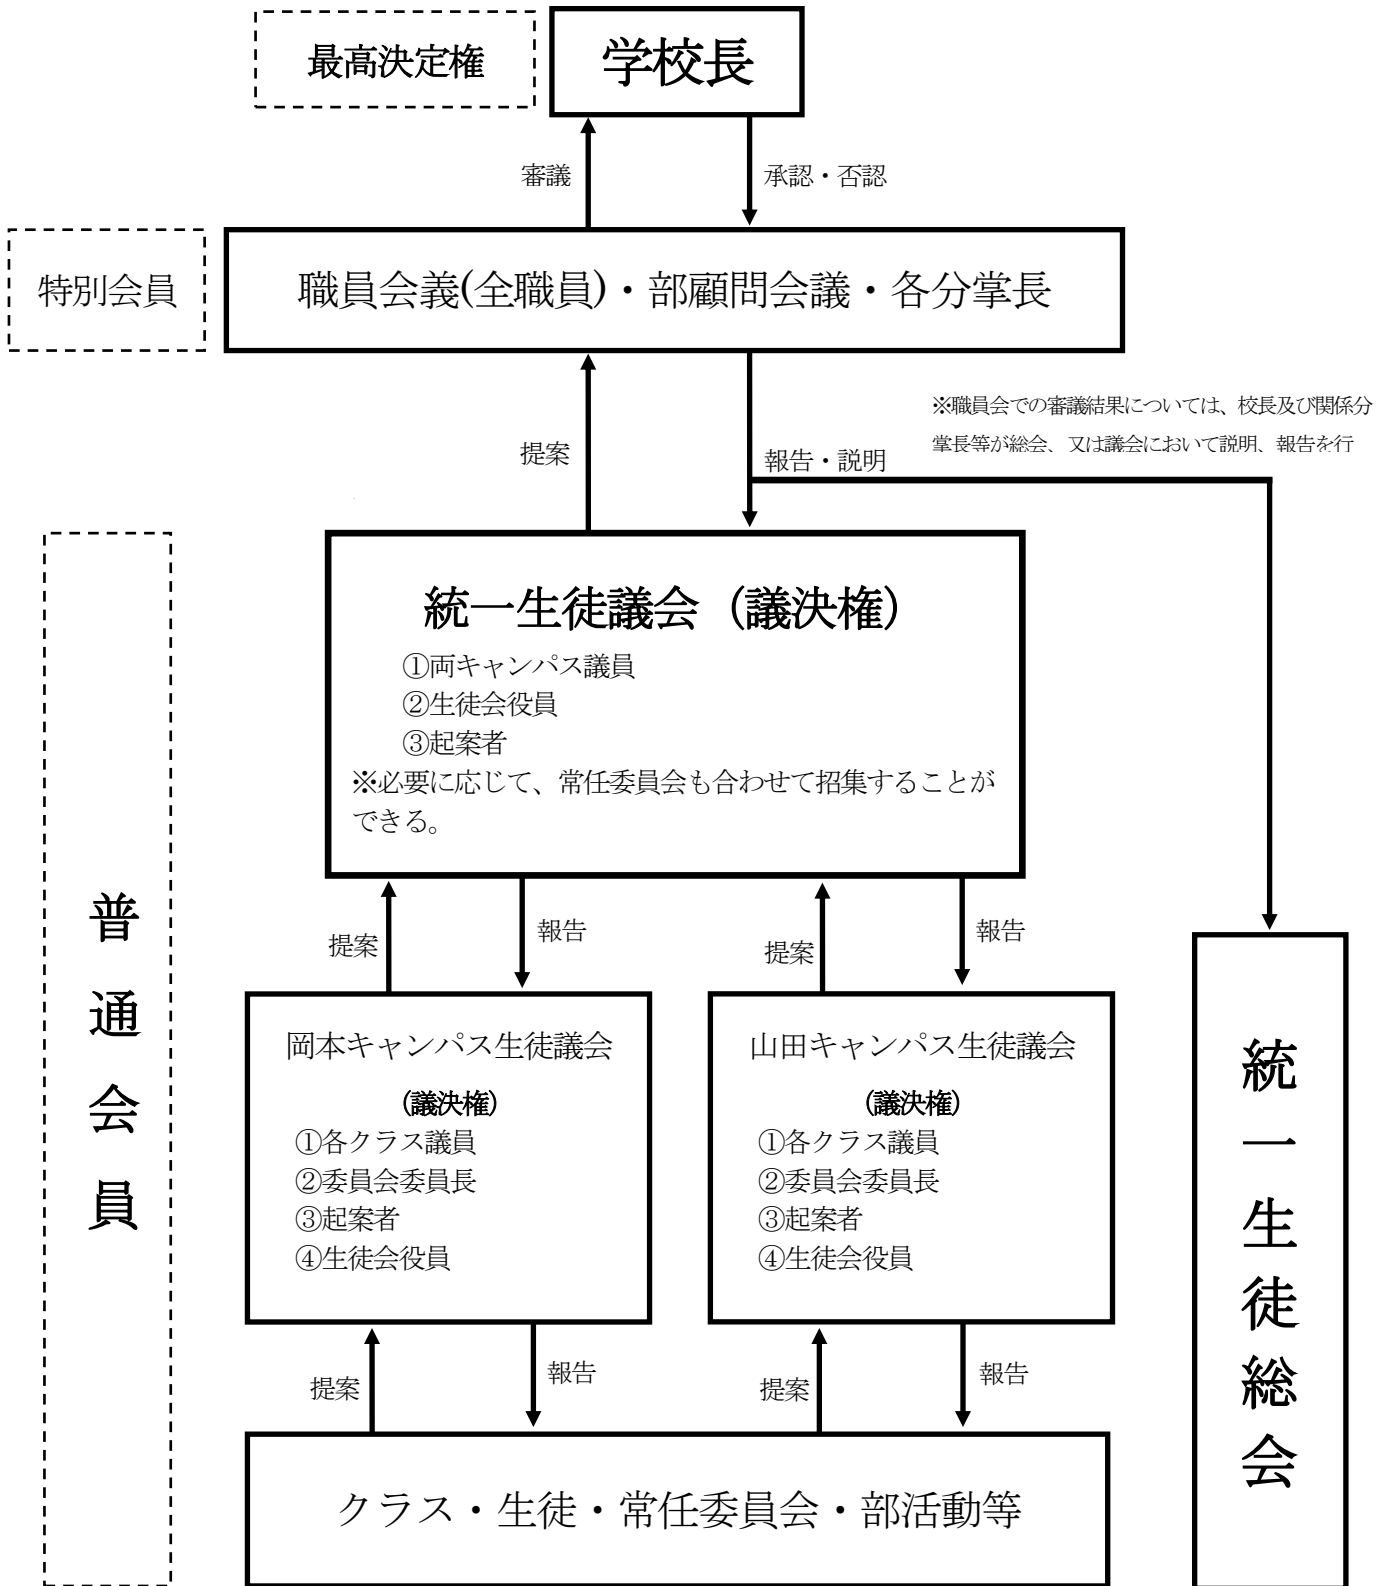 最高決定権
学校長
審議
承認・否認
特別会員
職員会議(全職員)・部顧問会議・各分掌長
※職員会での審議結果については、校長及び関係分
掌長等が総会、又は議会において説明、報告を行
提案
報告・説明
統一生徒議会（議決権）
①両キャンパス議員
②生徒会役員
③起案者
※必要に応じて、常任委員会も合わせて招集することが
できる。
普通会員
提案
報告
提案
報告
岡本キャンパス生徒議会
（議決権）
①各クラス議員
②委員会委員長
③起案者
④生徒会役員
山田キャンパス生徒議会
（議決権）
①各クラス議員
②委員会委員長
③起案者
④生徒会役員
統一生徒総会
提案
報告
提案
報告
クラス・生徒・常任委員会・部活動等